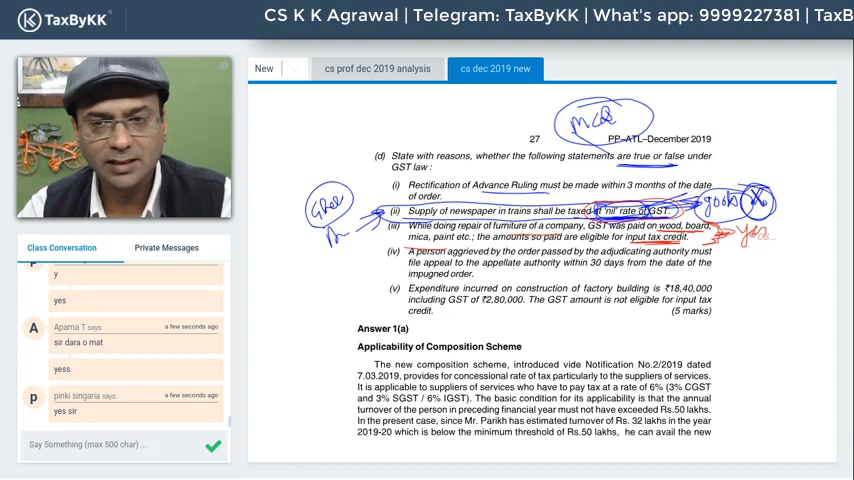 CS K K Agrawal | Telegram: TaxByKK | What's app: 9999227381 | TaxB
TaxByKK
New
cs prof dec 2019 analysis
cs dec 2019 new
MCQ
27 PP–ATL–December 2019
(d) State with reasons, whether the following statements are true or false under
GST law :
(i) Rectification of Advance Ruling must be made within 3 months of the date
of order.
(ii) Supply of newspaper in trains shall be taxed at 'nil' rate of GST.
goods
(iii) While doing repair of furniture of a company, GST was paid on wood, board,
mica, paint etc.; the amounts so paid are eligible for input tax credit.
yes...
(iv) A person aggrieved by the order passed by the adjudicating authority must
file appeal to the appellate authority within 30 days from the date of the
impugned order.
(v) Expenditure incurred on construction of factory building is ₹18,40,000
including GST of ₹2,80,000. The GST amount is not eligible for input tax
credit. (5 marks)
Answer 1(a)
Applicability of Composition Scheme
The new composition scheme, introduced vide Notification No.2/2019 dated
7.03.2019, provides for concessional rate of tax particularly to the suppliers of services.
It is applicable to suppliers of services who have to pay tax at a rate of 6% (3% CGST
and 3% SGST / 6% IGST). The basic condition for its applicability is that the annual
turnover of the person in preceding financial year must not have exceeded Rs.50 lakhs.
In the present case, since Mr. Parikh has estimated turnover of Rs. 32 lakhs in the year
2019-20 which is below the minimum threshold of Rs.50 lakhs, he can avail the new
Class Conversation
Private Messages
y
yes
A
Apama T says:
a few seconds ago
sir dara o mat
yess
p
pinki singaria says:
a few seconds ago
yes sir
Say Something (max 500 char) ...